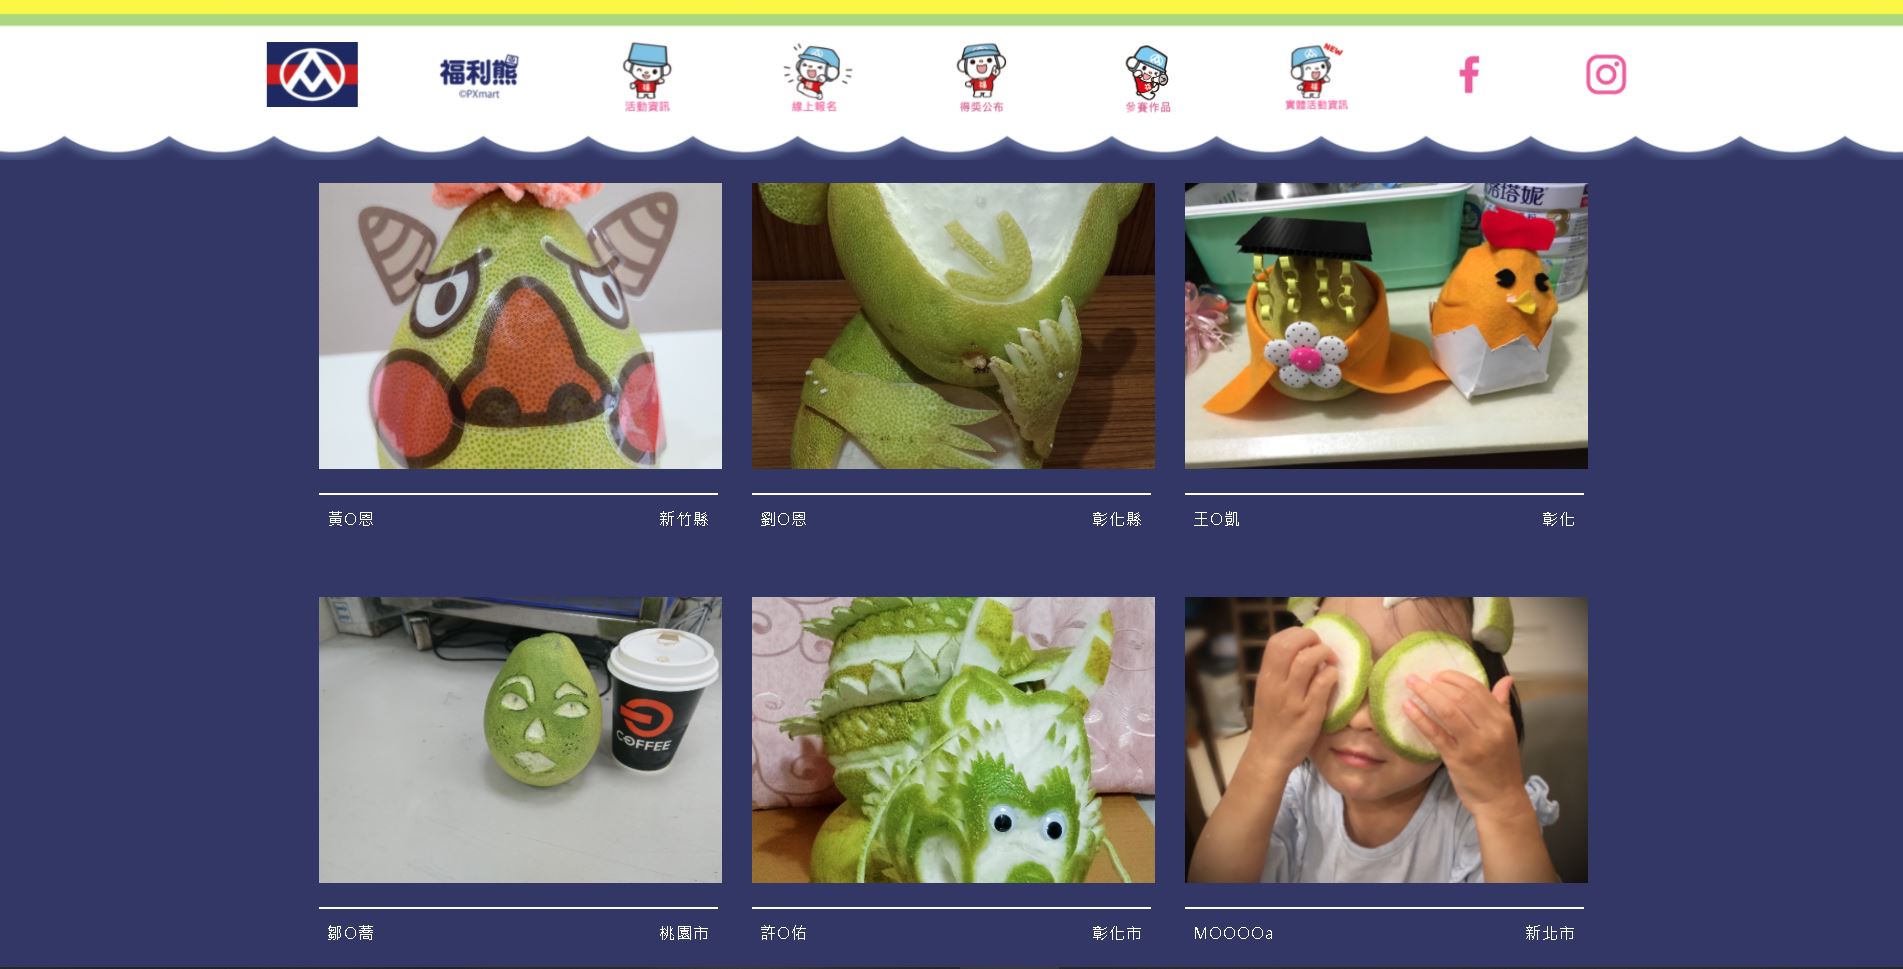 福利熊
©PXmart
活動資訊
線上報名
得獎公布
參賽作品
NEW
實體活動資訊
塔妮
黃O恩 新竹縣
劉O恩 彰化縣
王O凱 彰化
COFFEE
鄒O蕎 桃園市
許O佑 彰化市
MOOOOa 新北市